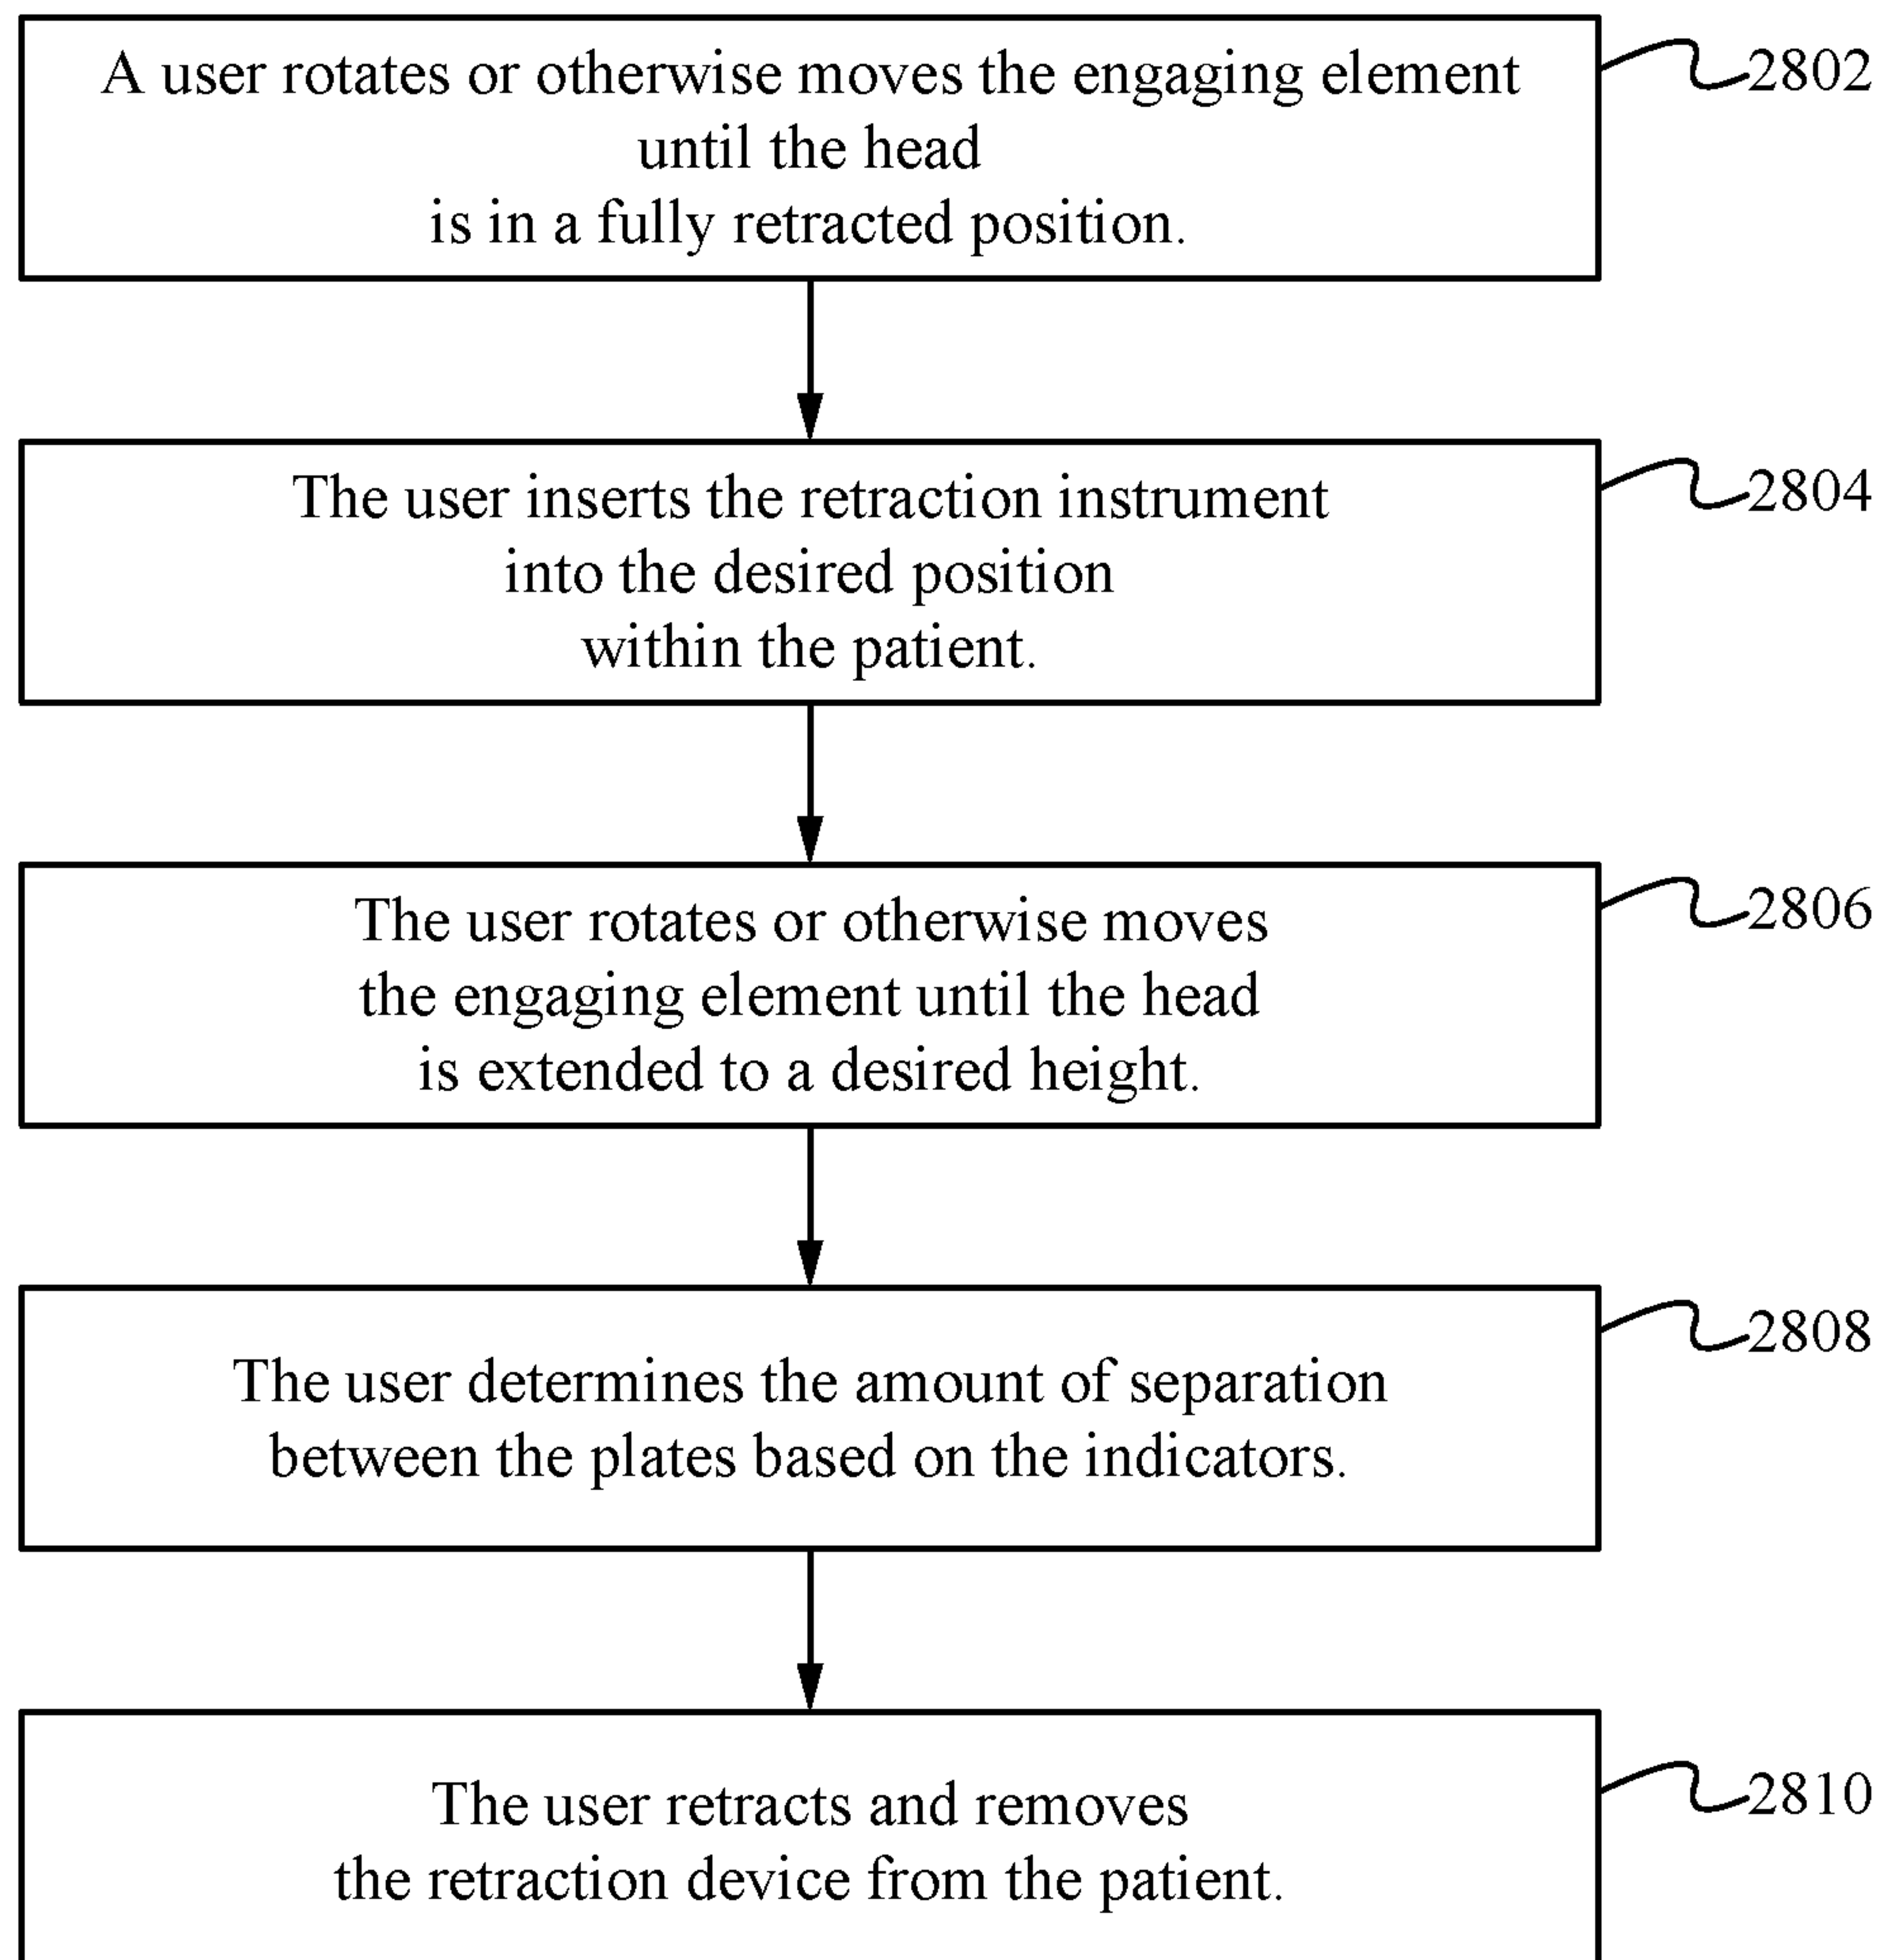 A user rotates or otherwise moves the engaging element
until the head
is in a fully retracted position.
2802
The user inserts the retraction instrument
into the desired position
within the patient.
2804
The user rotates or otherwise moves
the engaging element until the head
is extended to a desired height.
2806
The user determines the amount of separation
between the plates based on the indicators.
2808
The user retracts and removes
the retraction device from the patient.
2810